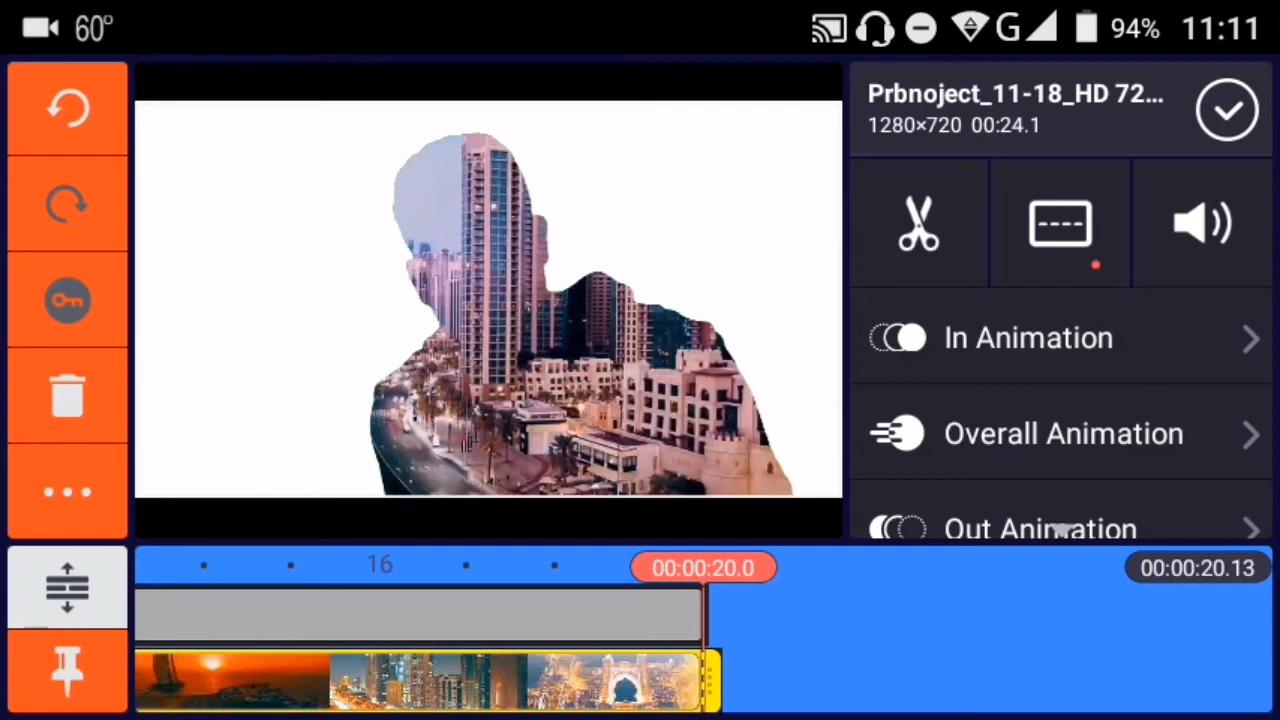 60° G 94% 11:11
Prbnoject_11-18_HD 72...
1280×720 00:24.1
In Animation
Overall Animation
Out Animation
16 00:00:20.0 00:00:20.13